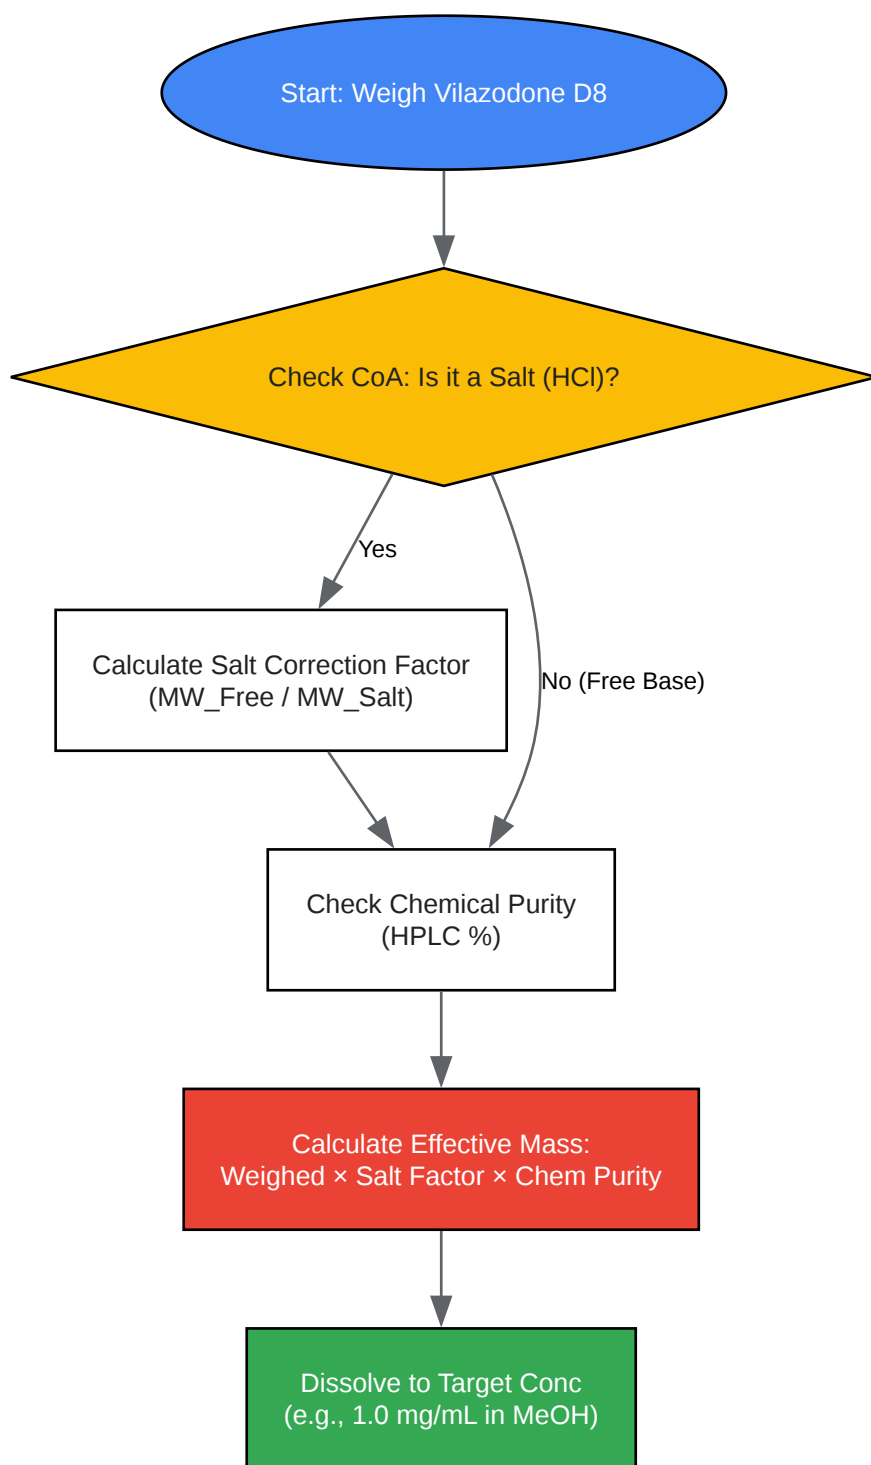 Start: Weigh Vilazodone D8
Check CoA: Is it a Salt (HCl)?
Yes
Calculate Salt Correction Factor
(MW_Free / MW_Salt)
No (Free Base)
Check Chemical Purity
(HPLC %)
Calculate Effective Mass:
Weighed × Salt Factor × Chem Purity
Dissolve to Target Conc
(e.g., 1.0 mg/mL in MeOH)